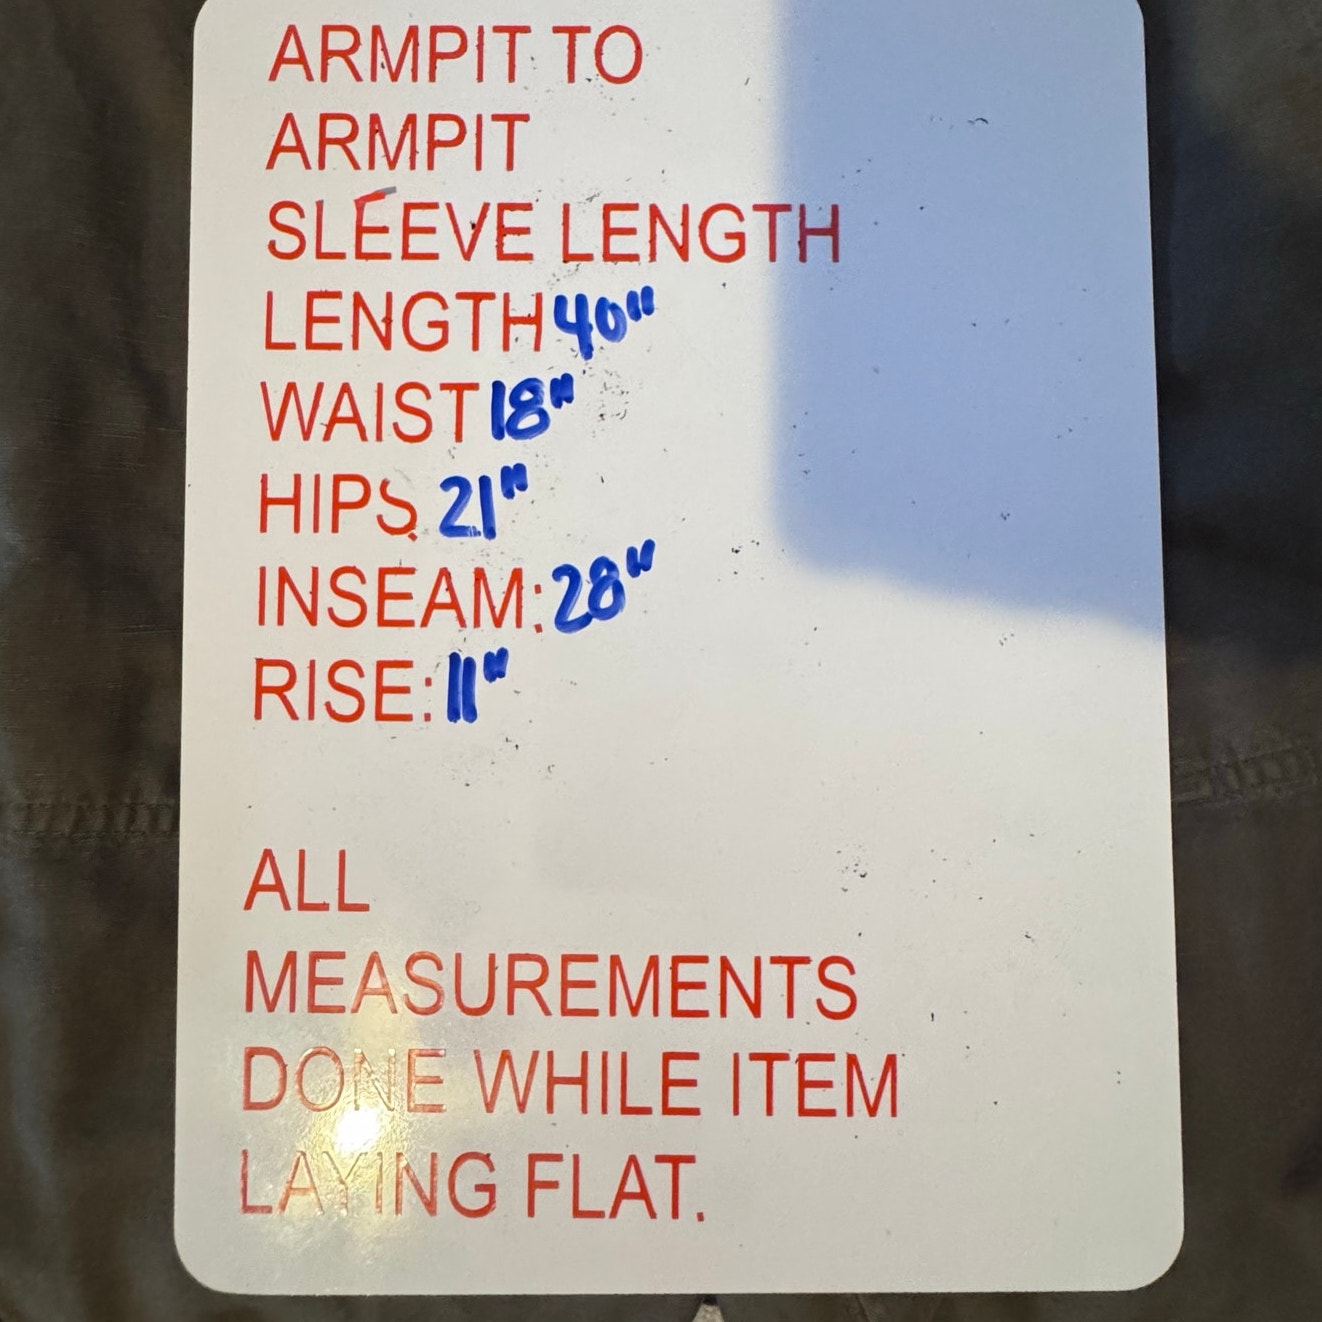 ARMPIT TO
ARMPIT
SLEEVE LENGTH
LENGTH 40"
WAIST 18"
HIPS 21"
INSEAM: 28"
RISE: 11"
ALL
MEASUREMENTS
DONE WHILE ITEM
LAYING FLAT.